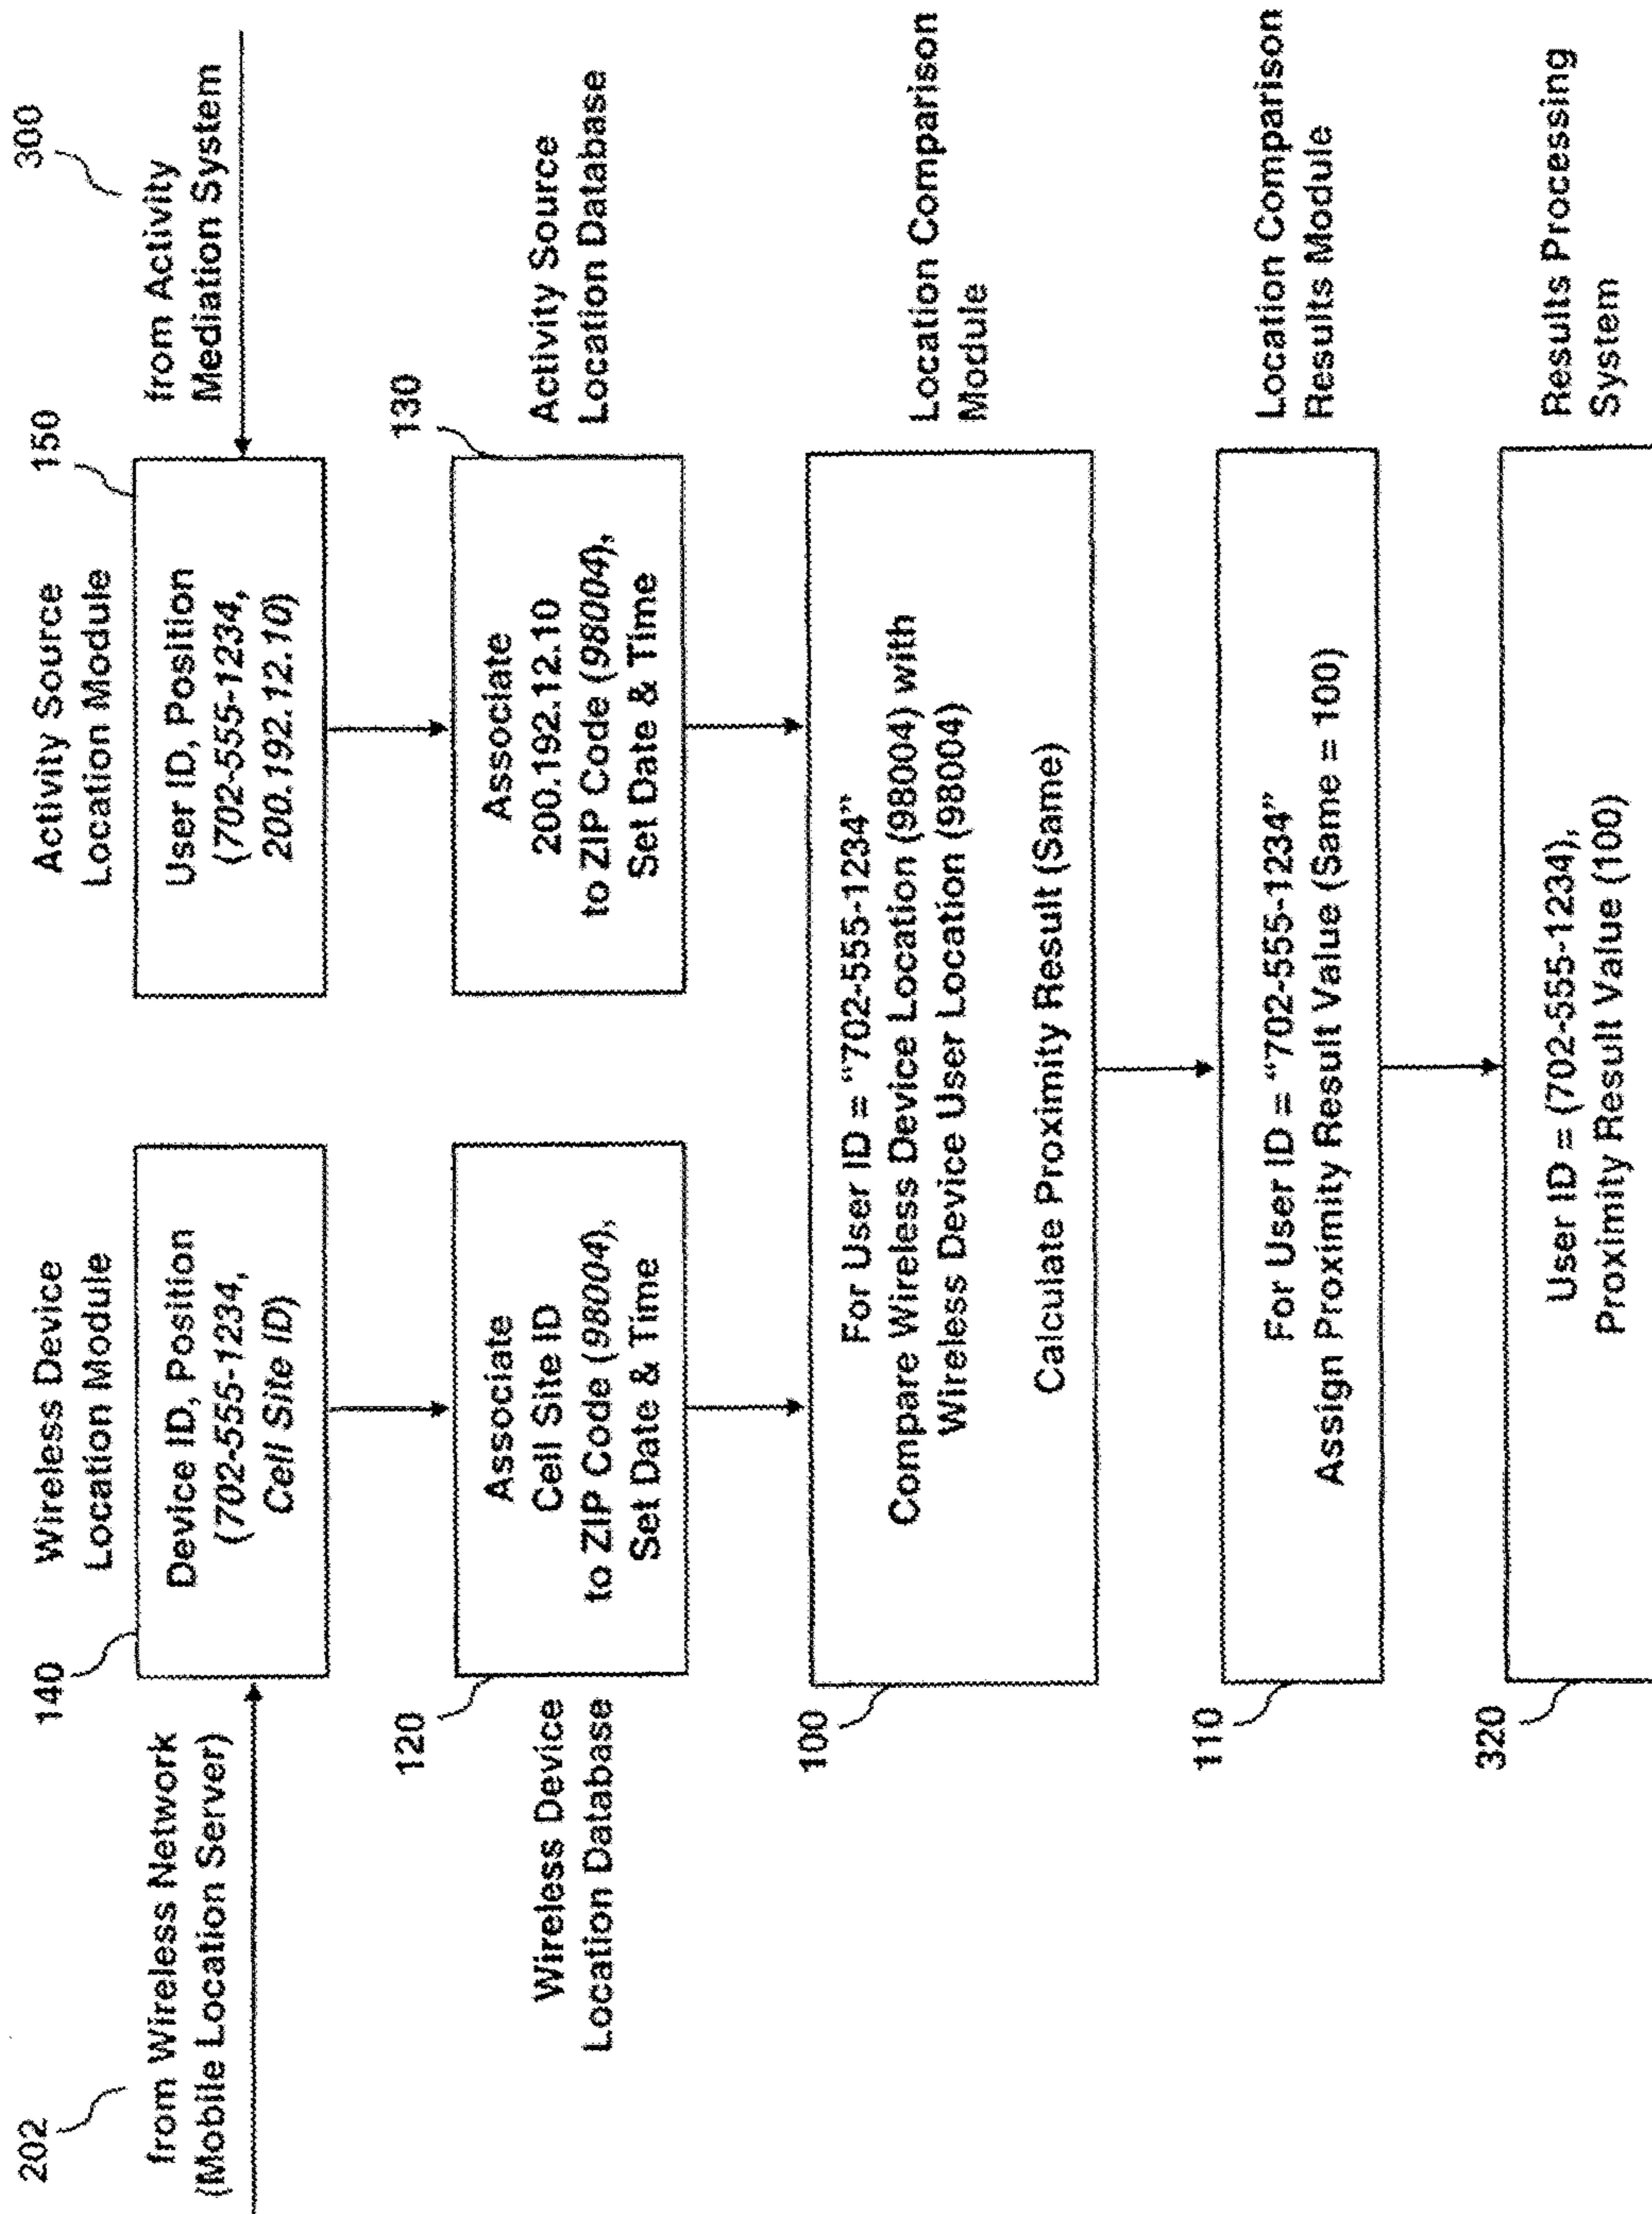 202
from Wireless Network
(Mobile Location Server)
300
from Activity
Mediation System
Wireless Device
Location Module
140
Device ID, Position
(702-555-1234,
Cell Site ID)
Activity Source
Location Module
150
User ID, Position
(702-555-1234,
200.192.12.10)
Wireless Device
Location Database
120
Associate
Cell Site ID
to ZIP Code (98004),
Set Date & Time
130
Associate
200.192.12.10
to ZIP Code (98004),
Set Date & Time
Activity Source
Location Database
100
For User ID = “702-555-1234”
Compare Wireless Device Location (98004) with
Wireless Device User Location (98004)
Calculate Proximity Result (Same)
Location Comparison
Module
110
For User ID = “702-555-1234”
Assign Proximity Result Value (Same = 100)
Location Comparison
Results Module
320
User ID = (702-555-1234),
Proximity Result Value (100)
Results Processing
System